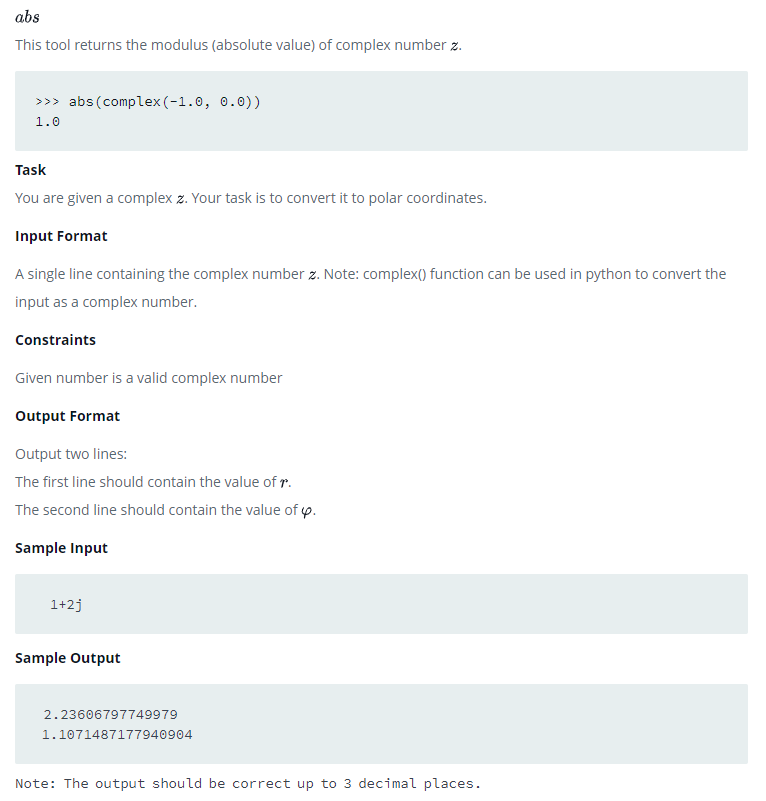 abs
This tool returns the modulus (absolute value) of complex number z.
>>> abs(complex(-1.0, 0.0))
1.0
Task
You are given a complex z. Your task is to convert it to polar coordinates.
Input Format
A single line containing the complex number z. Note: complex() function can be used in python to convert the
input as a complex number.
Constraints
Given number is a valid complex number
Output Format
Output two lines:
The first line should contain the value of r.
The second line should contain the value of φ.
Sample Input
1+2j
Sample Output
2.23606797749979
1.1071487177940904
Note: The output should be correct up to 3 decimal places.